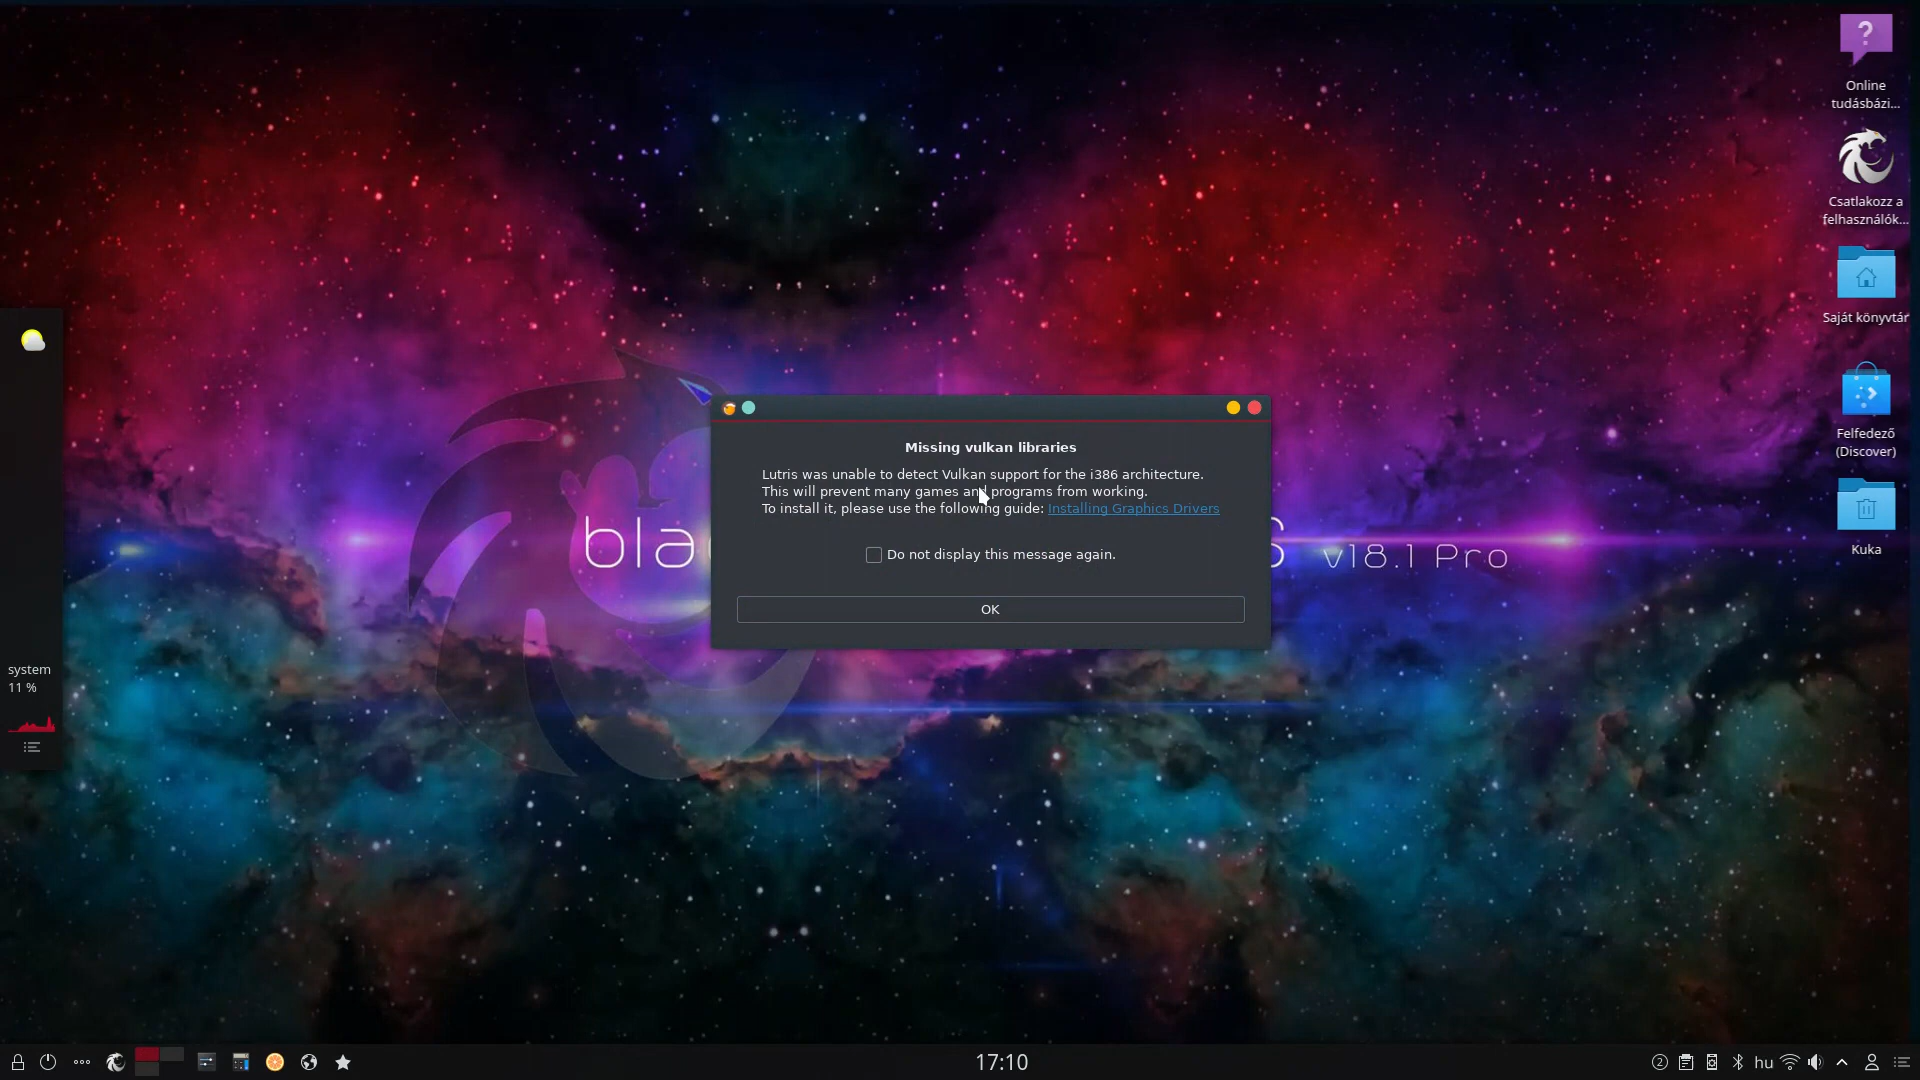 Online
tudásbázi...
Csatlakozz a
felhasználók...
Saját könyvtár
Felfedező
(Discover)
Kuka
system
11 %
Missing vulkan libraries
Lutris was unable to detect Vulkan support for the i386 architecture.
This will prevent many games and programs from working.
To install it, please use the following guide: Installing Graphics Drivers
Do not display this message again.
OK
v18.1 Pro
17:10
2
hu